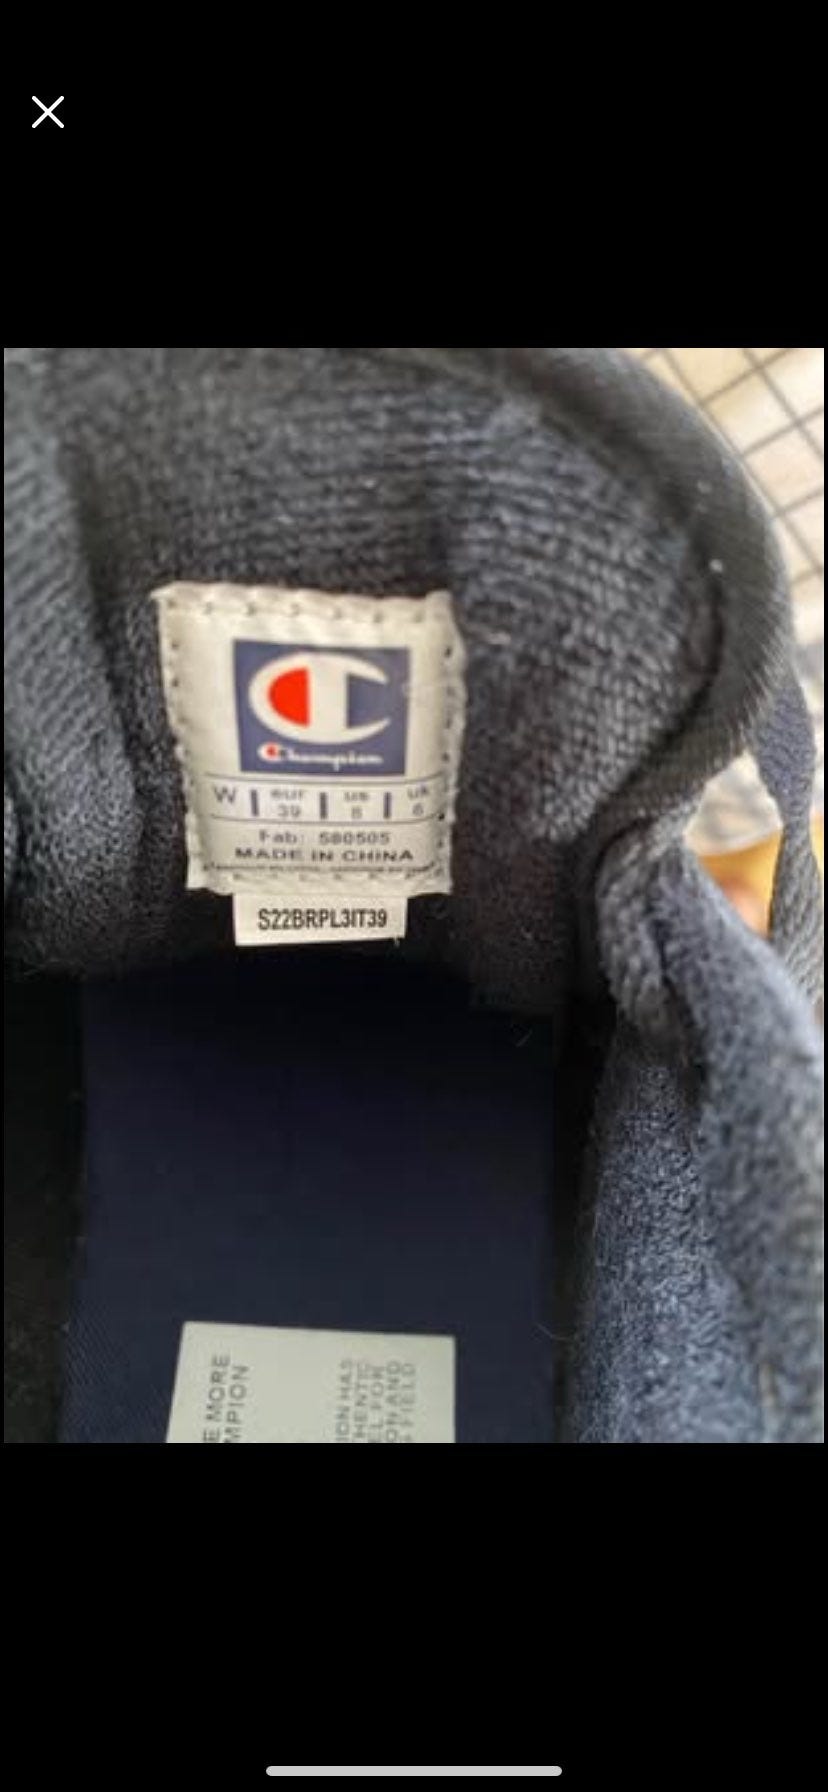 Champion
W | eur | us | uk
39 8 6
Fab: 580505
MADE IN CHINA
S22BRPL3IT39
E MORE
MPION
ION HAS
HENTIC
EL FOR
ON AND
FIELD